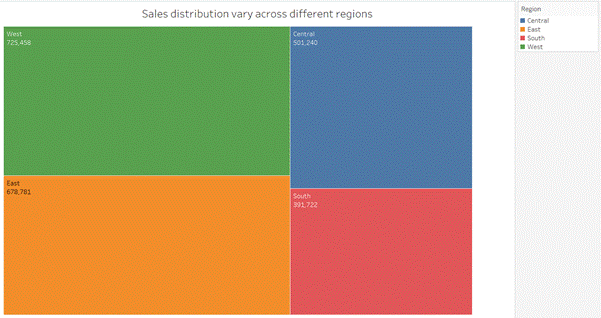 Sales distribution vary across different regions
West
725,458
Central
501,240
East
678,781
South
391,722
Region
Central
East
South
West